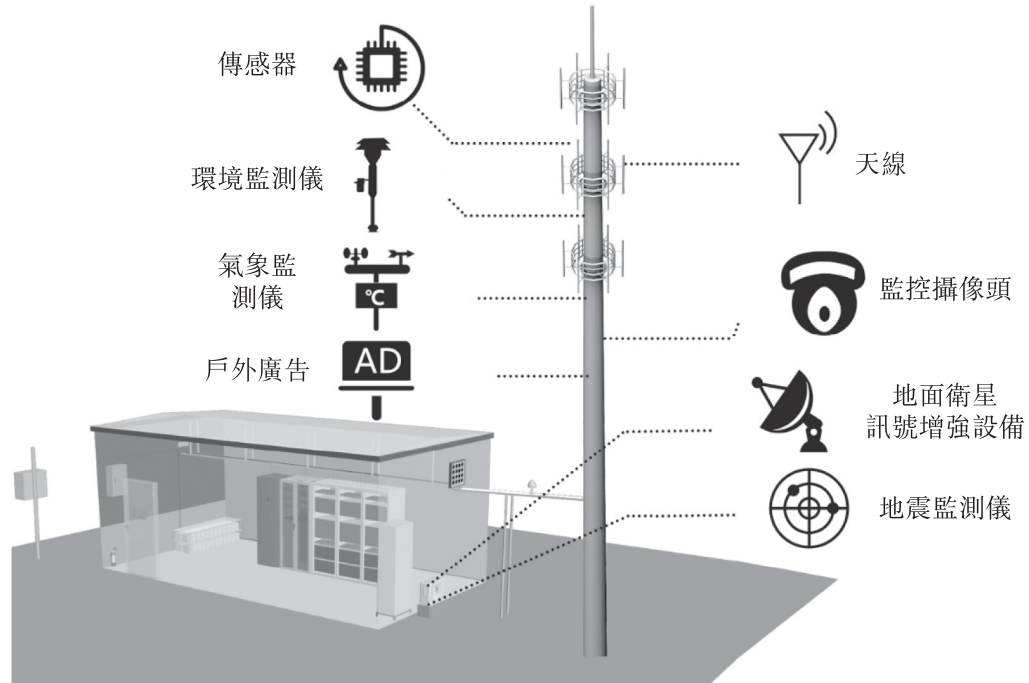 傳感器
環境監測儀
氣象監
測儀
℃
戶外廣告
AD
天線
監控攝像頭
地面衛星
訊號增強設備
地震監測儀